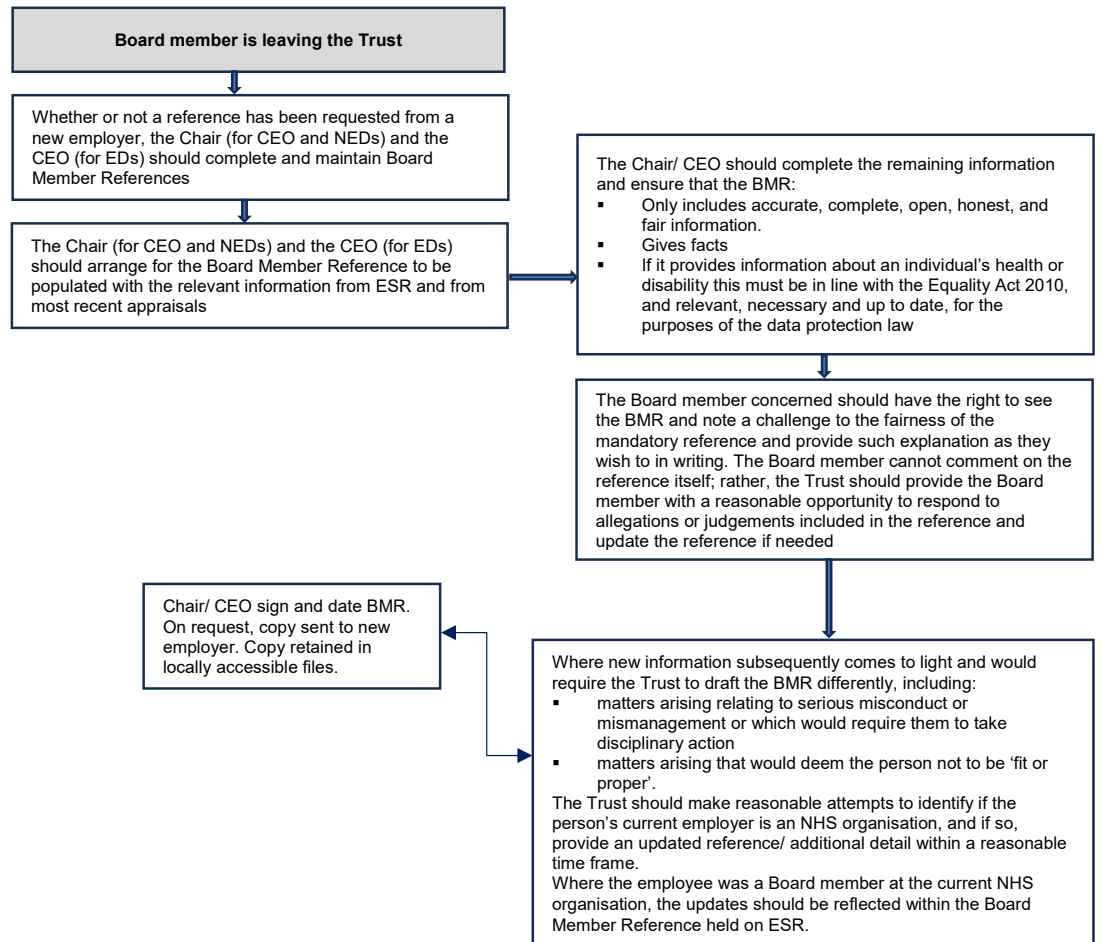 Board member is leaving the Trust
Whether or not a reference has been requested from a
new employer, the Chair (for CEO and NEDs) and the
CEO (for EDs) should complete and maintain Board
Member References
The Chair (for CEO and NEDs) and the CEO (for EDs)
should arrange for the Board Member Reference to be
populated with the relevant information from ESR and from
most recent appraisals
The Chair/ CEO should complete the remaining information
and ensure that the BMR:
▪ Only includes accurate, complete, open, honest, and
fair information.
▪ Gives facts
▪ If it provides information about an individual’s health or
disability this must be in line with the Equality Act 2010,
and relevant, necessary and up to date, for the
purposes of the data protection law
The Board member concerned should have the right to see
the BMR and note a challenge to the fairness of the
mandatory reference and provide such explanation as they
wish to in writing. The Board member cannot comment on the
reference itself; rather, the Trust should provide the Board
member with a reasonable opportunity to respond to
allegations or judgements included in the reference and
update the reference if needed
Chair/ CEO sign and date BMR.
On request, copy sent to new
employer. Copy retained in
locally accessible files.
Where new information subsequently comes to light and would
require the Trust to draft the BMR differently, including:
▪ matters arising relating to serious misconduct or
mismanagement or which would require them to take
disciplinary action
▪ matters arising that would deem the person not to be ‘fit or
proper’.
The Trust should make reasonable attempts to identify if the
person’s current employer is an NHS organisation, and if so,
provide an updated reference/ additional detail within a reasonable
time frame.
Where the employee was a Board member at the current NHS
organisation, the updates should be reflected within the Board
Member Reference held on ESR.